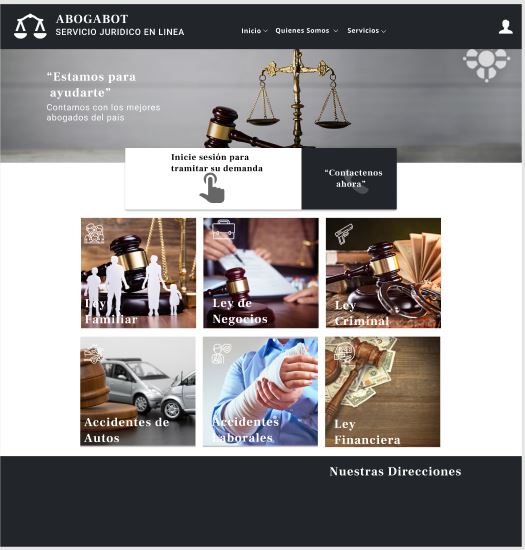 ABOGABOT
SERVICIO JURIDICO EN LINEA
Inicio
Quienes Somos
Servicios
“Estamos para
ayudarte”
Contamos con los mejores
abogados del pais
Inicie sesión para
tramitar su demanda
“Contactenos
ahora”
Ley
Familiar
Ley de
Negocios
Ley
Criminal
Accidentes de
Autos
Accidentes
Laborales
Ley
Financiera
Nuestras Direcciones